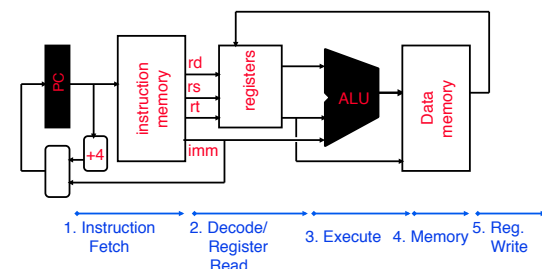 PC
+4
instruction
memory
rd
rs
rt
imm
registers
ALU
Data
memory
1. Instruction
Fetch
2. Decode/
Register
Read
3. Execute
4. Memory
5. Reg.
Write